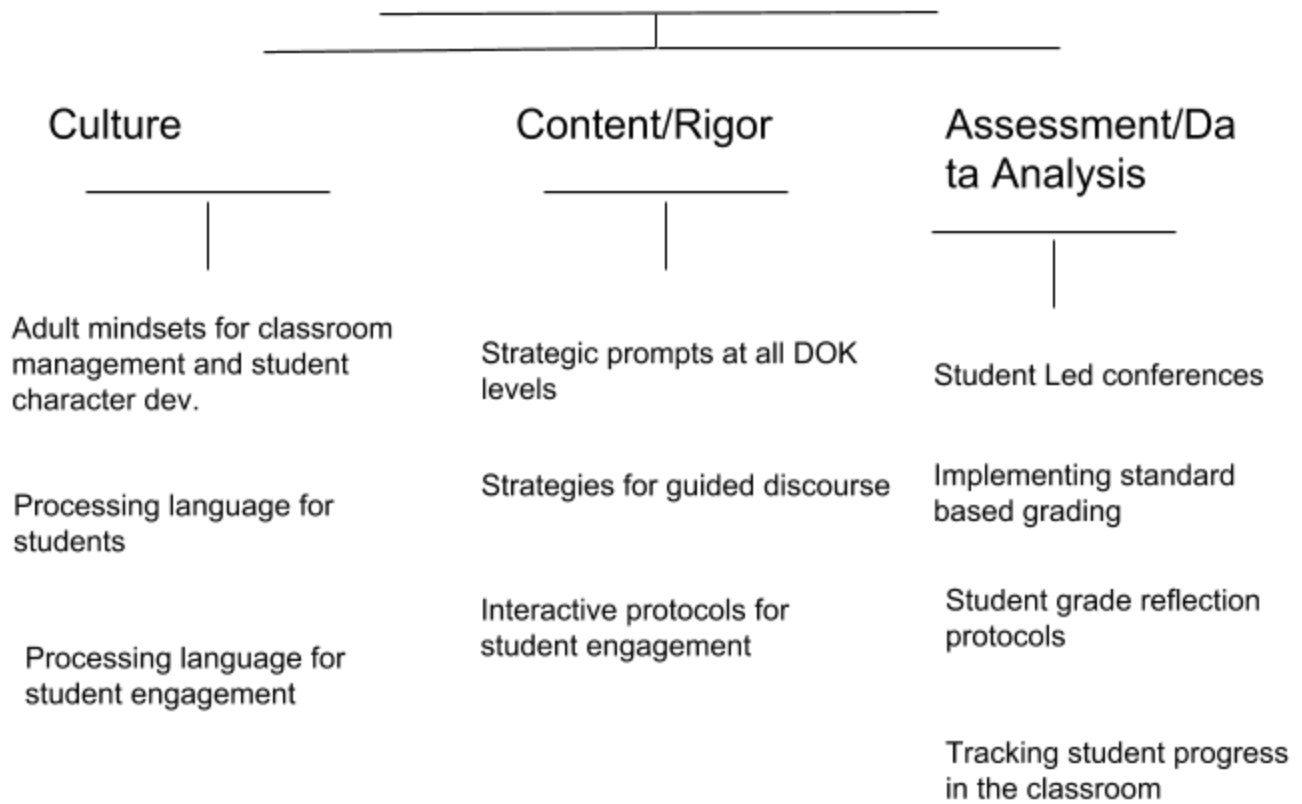 Culture
Adult mindsets for classroom
management and student
character dev.
Processing language for
students
Processing language for
student engagement
Content/Rigor
Strategic prompts at all DOK
levels
Strategies for guided discourse
Interactive protocols for
student engagement
Assessment/Da
ta Analysis
Student Led conferences
Implementing standard
based grading
Student grade reflection
protocols
Tracking student progress
in the classroom